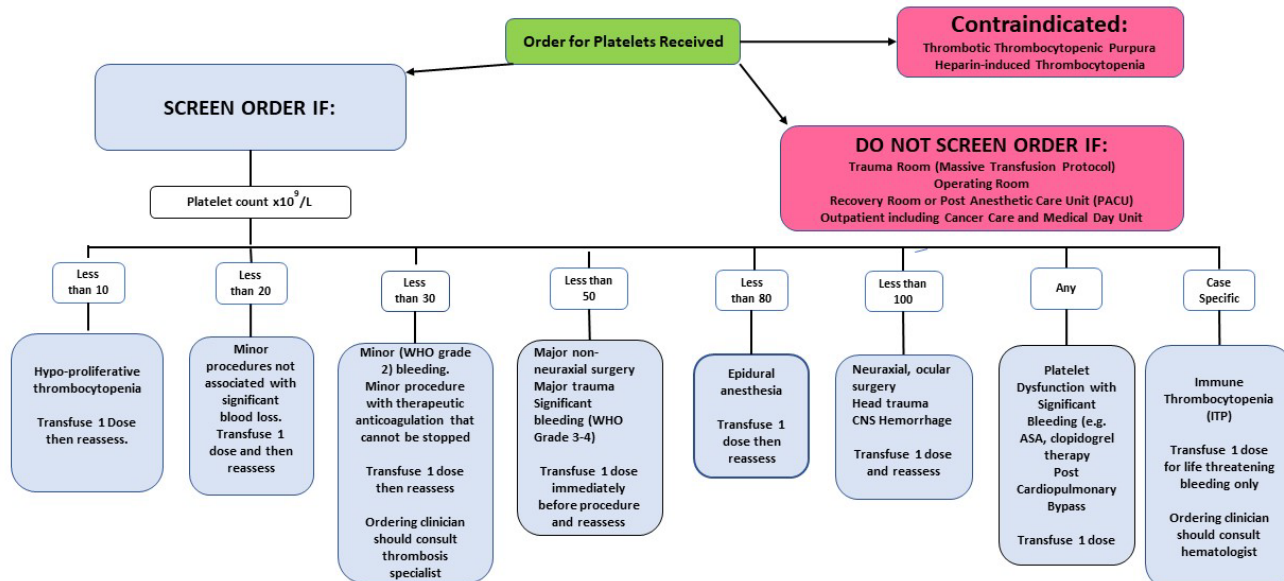 Order for Platelets Received
Contraindicated:
Thrombotic Thrombocytopenic Purpura
Heparin-induced Thrombocytopenia
SCREEN ORDER IF:
DO NOT SCREEN ORDER IF:
Trauma Room (Massive Transfusion Protocol)
Operating Room
Recovery Room or Post Anesthetic Care Unit (PACU)
Outpatient including Cancer Care and Medical Day Unit
Platelet count x10⁹/L
Less
than 10
Less
than 20
Less
than 30
Less than
50
Less
than 80
Less than
100
Any
Case
Specific
Hypo-proliferative
thrombocytopenia
Transfuse 1 Dose
then reassess.
Minor
procedures not
associated with
significant
blood loss.
Transfuse 1
dose and then
reassess
Minor (WHO grade
2) bleeding.
Minor procedure
with therapeutic
anticoagulation that
cannot be stopped
Transfuse 1 dose
then reassess
Ordering clinician
should consult
thrombosis
specialist
Major non-
neuraxial surgery
Major trauma
Significant
bleeding (WHO
Grade 3-4)
Transfuse 1 dose
immediately
before procedure
and reassess
Epidural
anesthesia
Transfuse 1
dose then
reassess
Neuraxial, ocular
surgery
Head trauma
CNS Hemorrhage
Transfuse 1 dose
and reassess
Platelet
Dysfunction with
Significant
Bleeding (e.g.
ASA, clopidogrel
therapy
Post
Cardiopulmonary
Bypass
Transfuse 1 dose
Immune
Thrombocytopenia
(ITP)
Transfuse 1 dose
for life threatening
bleeding only
Ordering clinician
should consult
hematologist